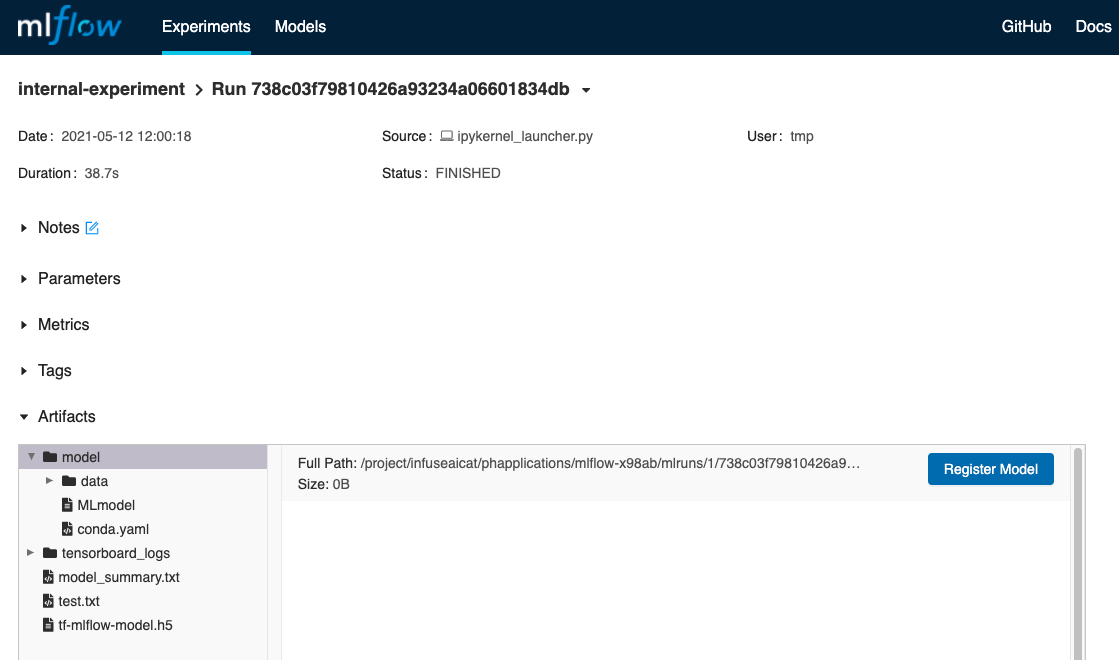 mlflow Experiments Models GitHub Docs
internal-experiment > Run 738c03f79810426a93234a06601834db
Date: 2021-05-12 12:00:18 Source: ipykernel_launcher.py User: tmp
Duration: 38.7s Status: FINISHED
Notes
Parameters
Metrics
Tags
Artifacts
model
data
MLmodel
conda.yaml
tensorboard_logs
model_summary.txt
test.txt
tf-mlflow-model.h5
Full Path: /project/infuseaicat/phapplications/mlflow-x98ab/mlruns/1/738c03f79810426a9…
Size: 0B
Register Model